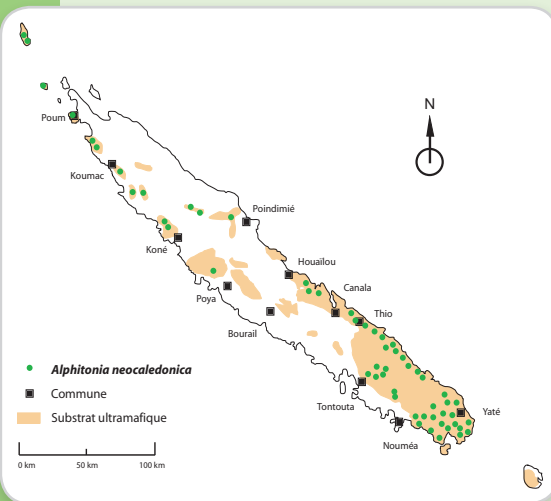 N
Poum
Koumac
Poindimié
Koné
Houaïlou
Canala
Poya
Thio
Bourail
Alphitonia neocaledonica
Commune
Tontouta
Yaté
Substrat ultramafique
Nouméa
0 km 50 km 100 km